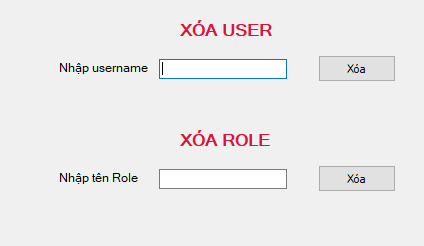 XÓA USER
Nhập username Xóa
XÓA ROLE
Nhập tên Role Xóa